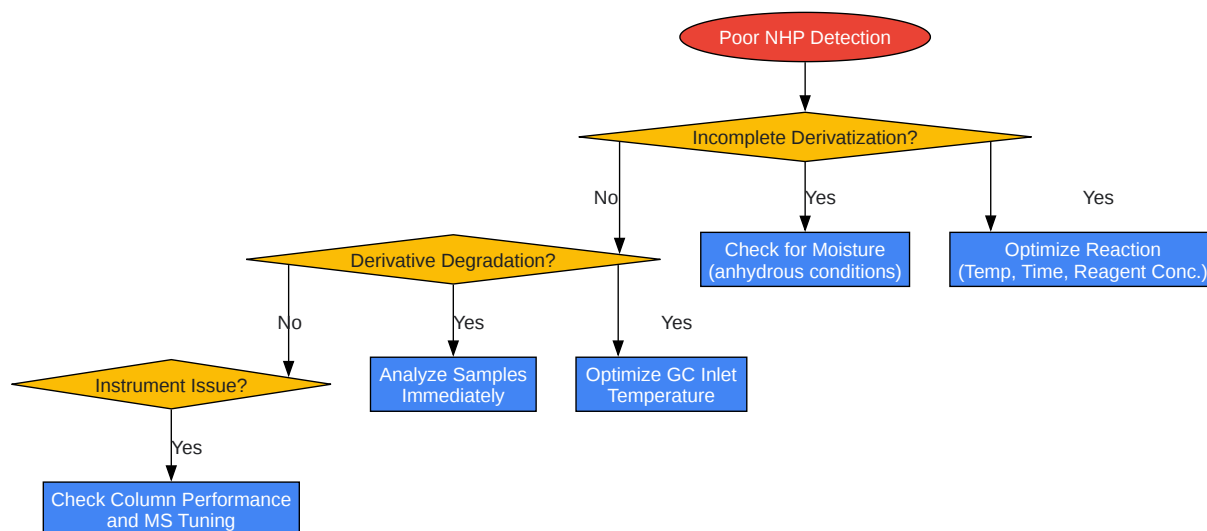 Poor NHP Detection
Incomplete Derivatization?
No
Yes
Yes
Check for Moisture
(anhydrous conditions)
Optimize Reaction
(Temp, Time, Reagent Conc.)
Derivative Degradation?
No
Yes
Yes
Analyze Samples
Immediately
Optimize GC Inlet
Temperature
Instrument Issue?
Yes
Check Column Performance
and MS Tuning